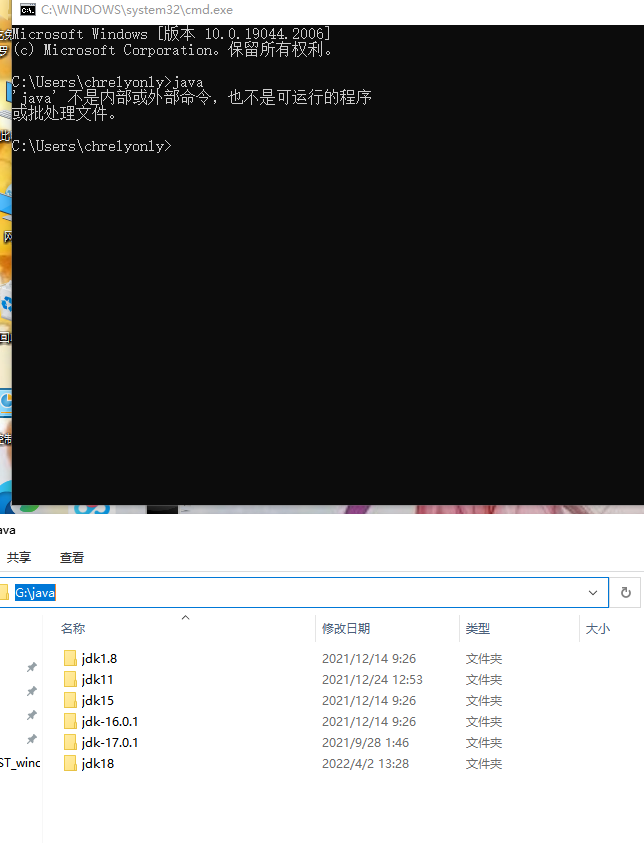 C:\WINDOWS\system32\cmd.exe
Microsoft Windows [版本 10.0.19044.2006]
(c) Microsoft Corporation。保留所有权利。
C:\Users\chrelyonly>java
'java' 不是内部或外部命令，也不是可运行的程序
或批处理文件。
C:\Users\chrelyonly>
ava
共享 查看
G:\java
名称 修改日期 类型 大小
jdk1.8 2021/12/14 9:26 文件夹
jdk11 2021/12/24 12:53 文件夹
jdk15 2021/12/14 9:26 文件夹
jdk-16.0.1 2021/12/14 9:26 文件夹
jdk-17.0.1 2021/9/28 1:46 文件夹
ST_winc
jdk18 2022/4/2 13:28 文件夹